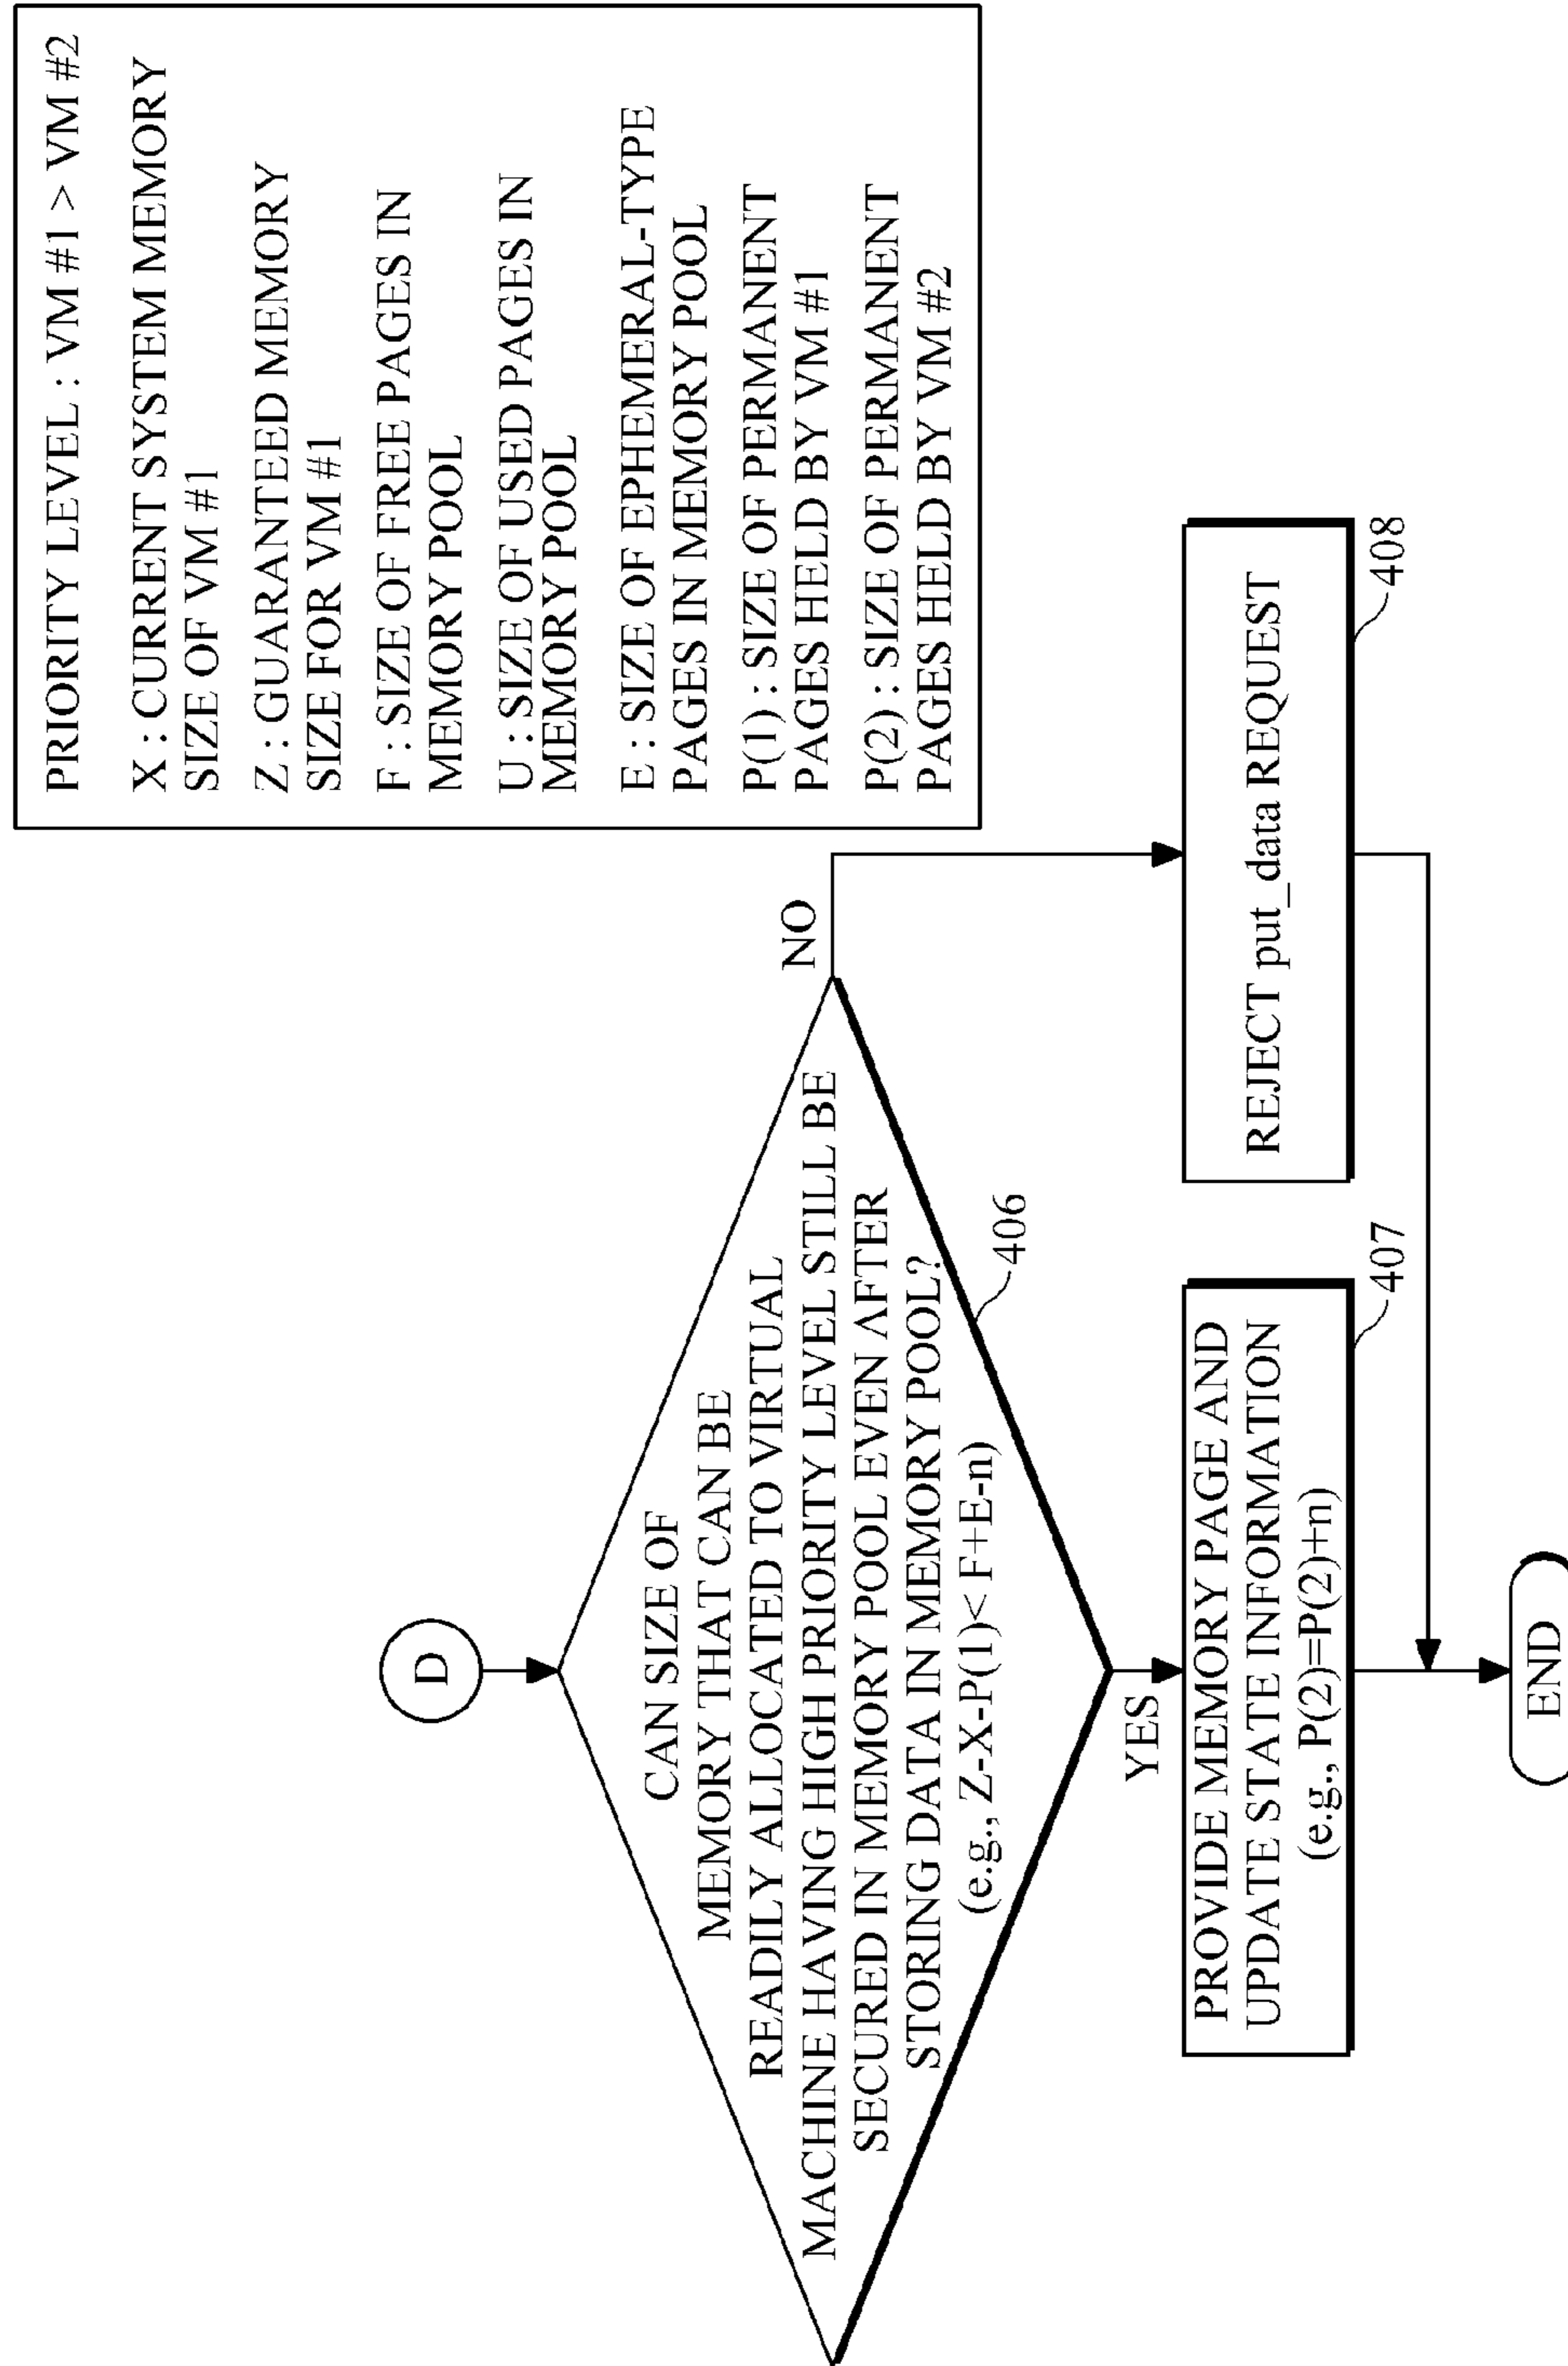 PRIORITY LEVEL : VM #1 > VM #2
X : CURRENT SYSTEM MEMORY
SIZE OF VM #1
Z : GUARANTEED MEMORY
SIZE FOR VM #1
F : SIZE OF FREE PAGES IN
MEMORY POOL
U : SIZE OF USED PAGES IN
MEMORY POOL
E : SIZE OF EPHEMERAL-TYPE
PAGES IN MEMORY POOL
P(1) : SIZE OF PERMANENT
PAGES HELD BY VM #1
P(2) : SIZE OF PERMANENT
PAGES HELD BY VM #2
D
CAN SIZE OF
MEMORY THAT CAN BE
READILY ALLOCATED TO VIRTUAL
MACHINE HAVING HIGH PRIORITY LEVEL STILL BE
SECURED IN MEMORY POOL EVEN AFTER
STORING DATA IN MEMORY POOL?
(e.g., Z-X-P(1)< F+E-n)
406
NO
YES
PROVIDE MEMORY PAGE AND
UPDATE STATE INFORMATION
(e.g., P(2)=P(2)+n)
407
REJECT put_data REQUEST
408
END